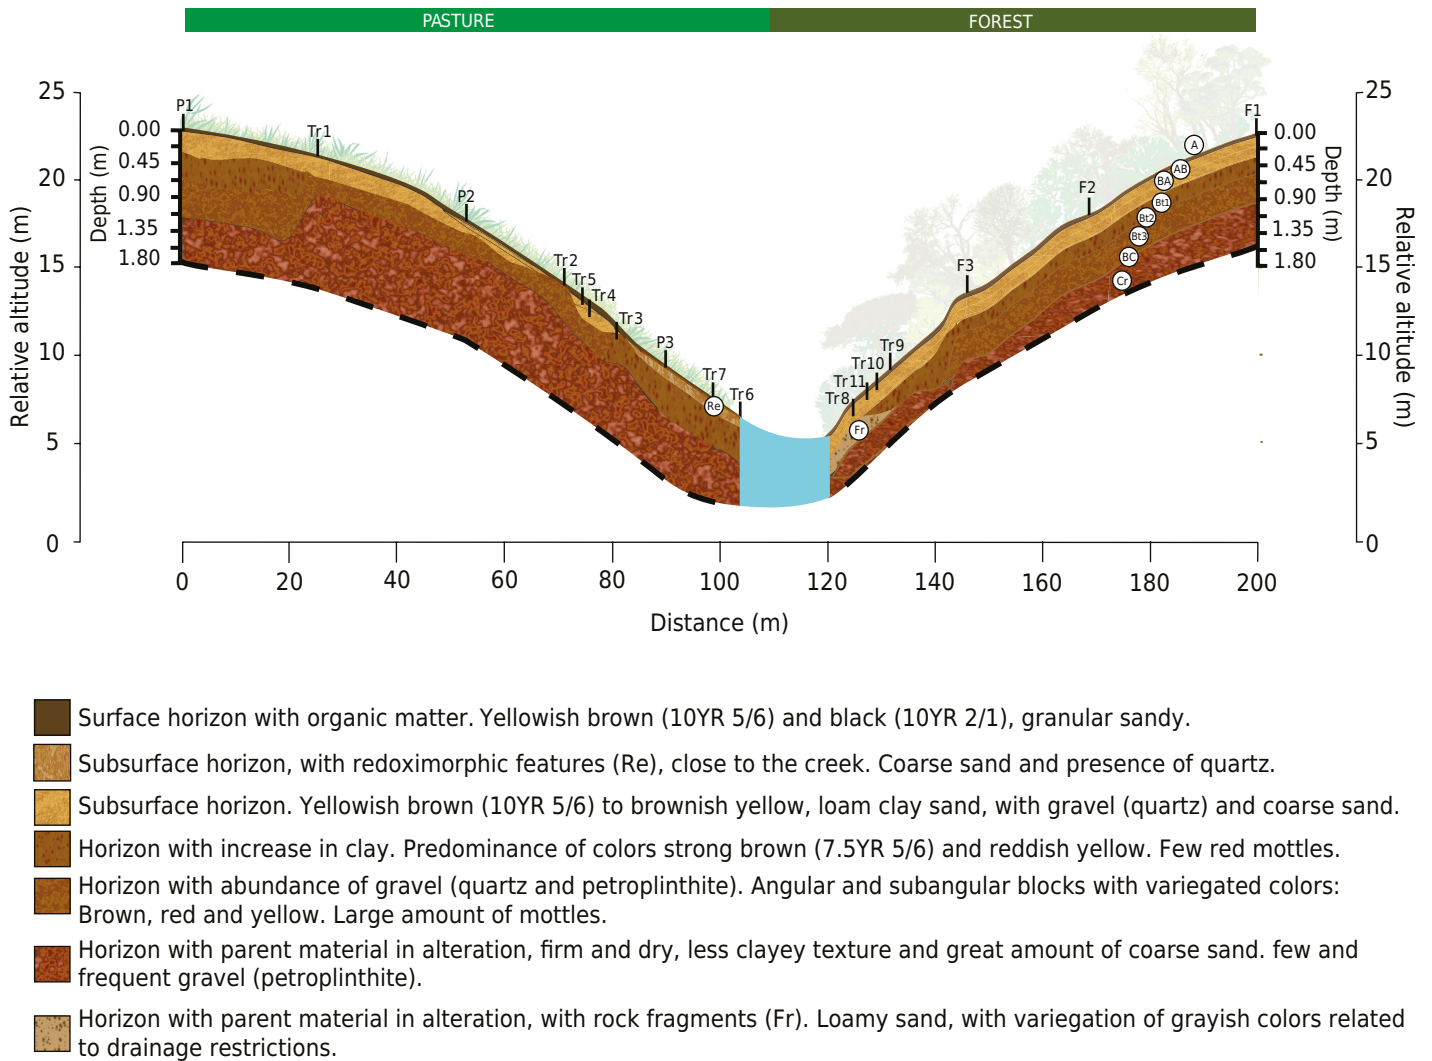 PASTURE FOREST
25 25
P1 F1
0.00 0.00
Tr1
A
0.45 0.45
AB
20 20
BA
0.90 0.90
P2 F2
Bt1
Bt2
1.35 1.35
Bt3
Depth (m) Depth (m)
1.80 1.80
BC
15 15
Tr2 F3
Tr5 Cr
Tr4
Tr3
Relative altitude (m) Relative altitude (m)
10 10
P3 Tr9
Tr10
Tr7 Tr11
Tr6 Tr8
Re
Fr
5 5
0 0
0 20 40 60 80 100 120 140 160 180 200
Distance (m)
Surface horizon with organic matter. Yellowish brown (10YR 5/6) and black (10YR 2/1), granular sandy.
Subsurface horizon, with redoximorphic features (Re), close to the creek. Coarse sand and presence of quartz.
Subsurface horizon. Yellowish brown (10YR 5/6) to brownish yellow, loam clay sand, with gravel (quartz) and coarse sand.
Horizon with increase in clay. Predominance of colors strong brown (7.5YR 5/6) and reddish yellow. Few red mottles.
Horizon with abundance of gravel (quartz and petroplinthite). Angular and subangular blocks with variegated colors:
Brown, red and yellow. Large amount of mottles.
Horizon with parent material in alteration, firm and dry, less clayey texture and great amount of coarse sand. few and
frequent gravel (petroplinthite).
Horizon with parent material in alteration, with rock fragments (Fr). Loamy sand, with variegation of grayish colors related
to drainage restrictions.